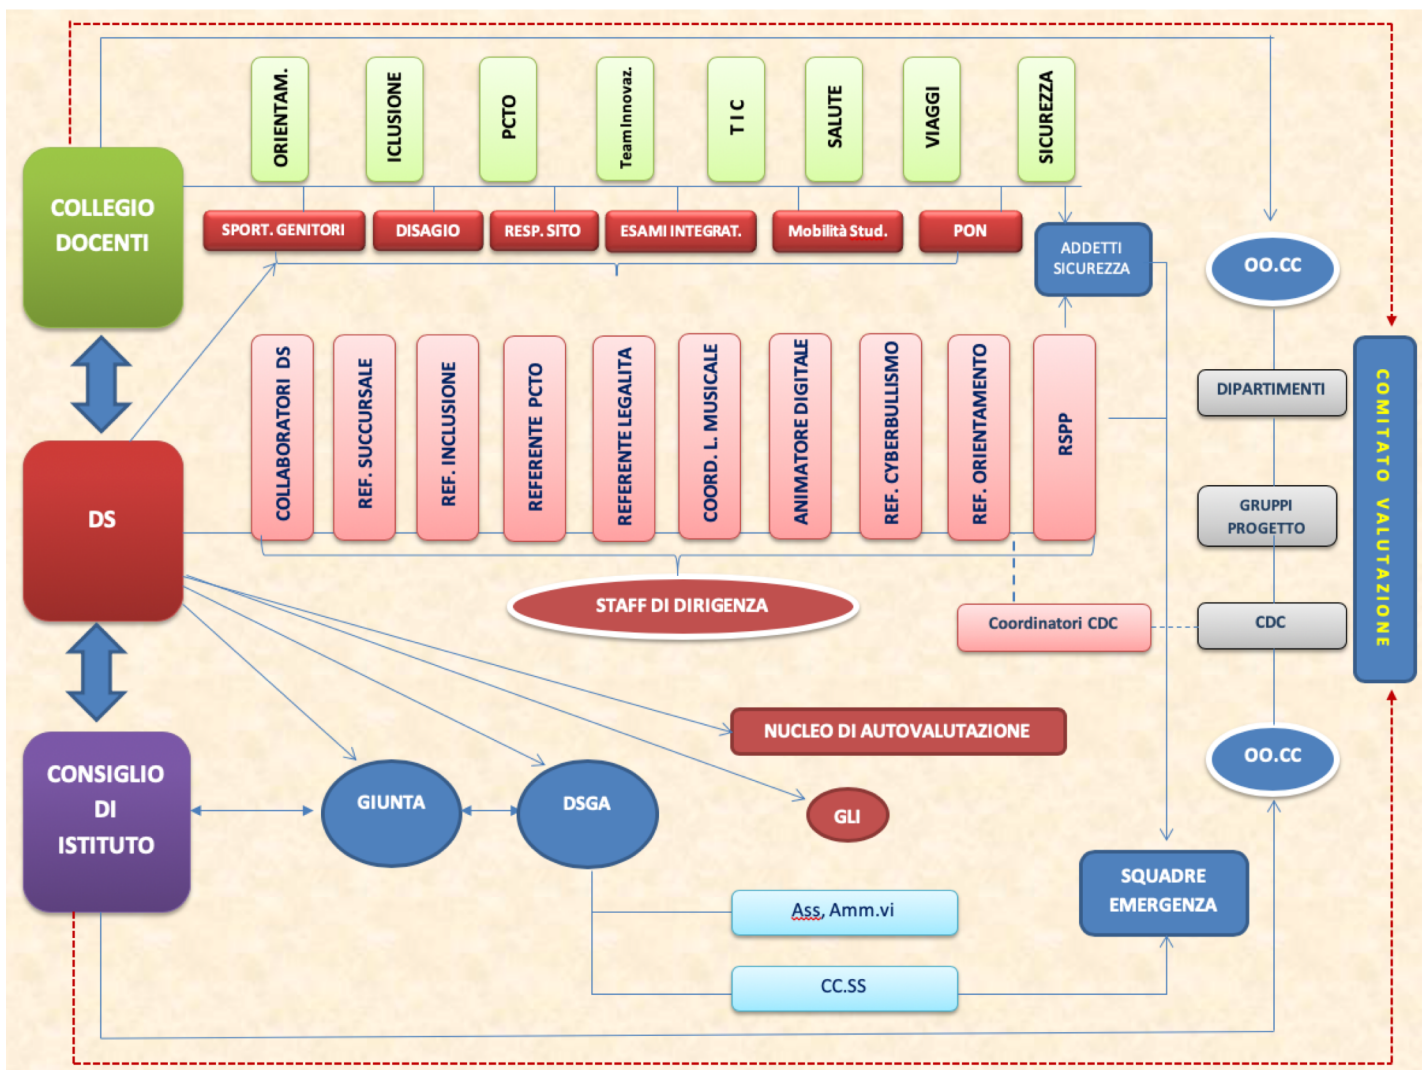 ORIENTAM.
ICLUSIONE
PCTO
Team Innovaz.
T I C
SALUTE
VIAGGI
SICUREZZA
COLLEGIO
DOCENTI
SPORT. GENITORI
DISAGIO
RESP. SITO
ESAMI INTEGRAT.
Mobilità Stud.
PON
ADDETTI
SICUREZZA
OO.CC
COLLABORATORI DS
REF. SUCCURSALE
REF. INCLUSIONE
REFERENTE PCTO
REFERENTE LEGALITA
COORD. L. MUSICALE
ANIMATORE DIGITALE
REF. CYBERBULLISMO
REF. ORIENTAMENTO
RSPP
DIPARTIMENTI
COMITATO VALUTAZIONE
DS
GRUPPI
PROGETTO
STAFF DI DIRIGENZA
Coordinatori CDC
CDC
NUCLEO DI AUTOVALUTAZIONE
OO.CC
CONSIGLIO
DI
ISTITUTO
GIUNTA
DSGA
GLI
SQUADRE
EMERGENZA
Ass, Amm.vi
CC.SS